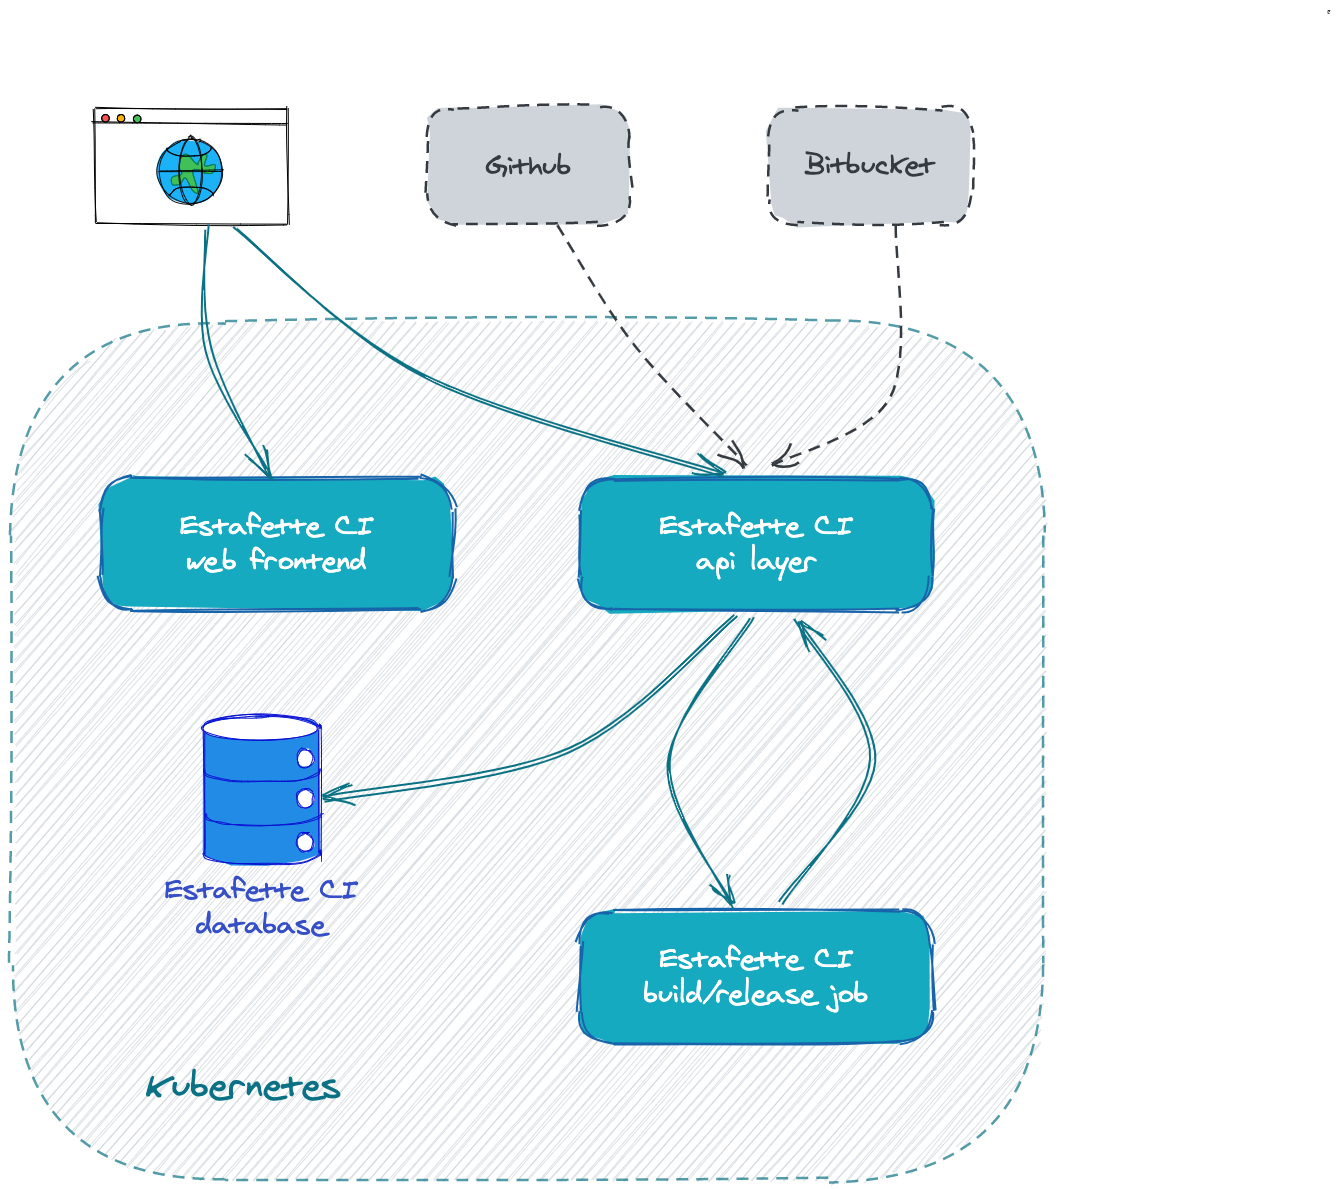 Github
Bitbucket
Estafette CI
web frontend
Estafette CI
api layer
Estafette CI
database
Estafette CI
build/release job
Kubernetes